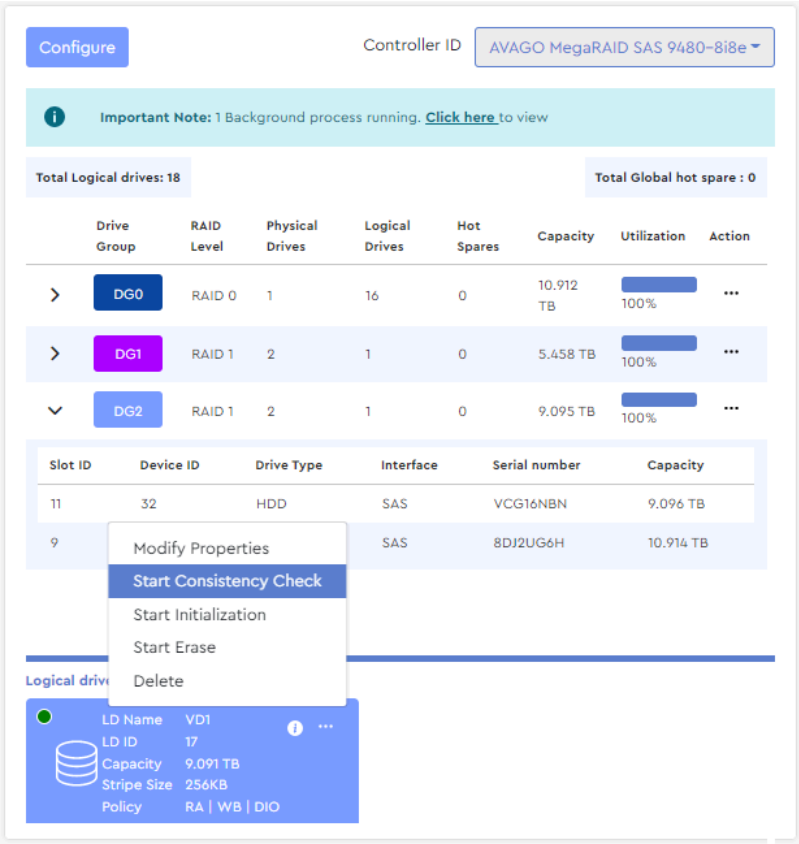 Configure
Controller ID
AVAGO MegaRAID SAS 9480-8i8e
Important Note: 1 Background process running. Click here to view
Total Logical drives: 18
Total Global hot spare : 0
Drive Group
RAID Level
Physical Drives
Logical Drives
Hot Spares
Capacity
Utilization
Action
DG0 RAID 0 1 16 0 10.912 TB 100% ...
DG1 RAID 1 2 1 0 5.458 TB 100% ...
DG2 RAID 1 2 1 0 9.095 TB 100% ...
Slot ID Device ID Drive Type Interface Serial number Capacity
11 32 HDD SAS VCG16NBN 9.096 TB
9 SAS 8DJ2UG6H 10.914 TB
Modify Properties
Start Consistency Check
Start Initialization
Start Erase
Delete
Logical driv
LD Name VD1
LD ID 17
Capacity 9.091 TB
Stripe Size 256KB
Policy RA | WB | DIO